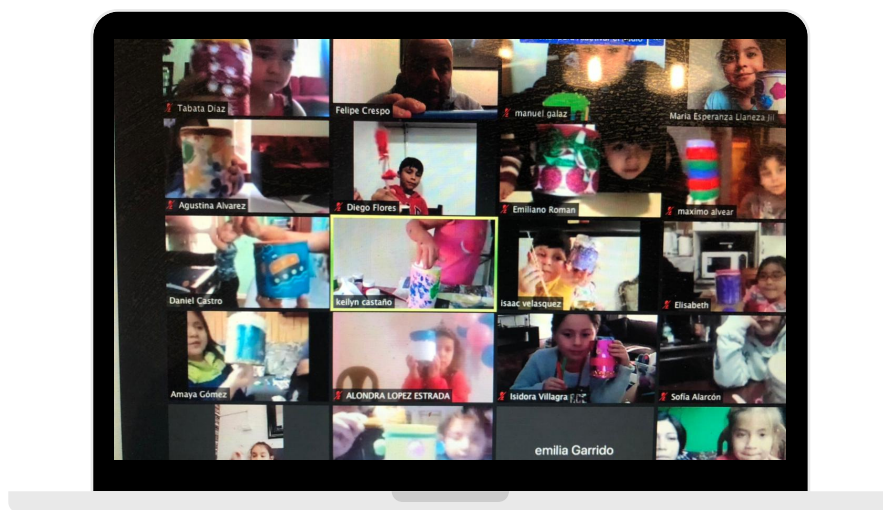 Tabata Diaz
Felipe Crespo
manuel galaz
Maria Esperanza Llaneza
Agustina Alvarez
Diego Flores
Emiliano Roman
maximo alvear
Daniel Castro
keilyn castaño
isaac velasquez
Elisabeth
Amaya Gómez
ALONDRA LOPEZ ESTRADA
Isidora Villagra
Sofia Alarcón
emilia Garrido